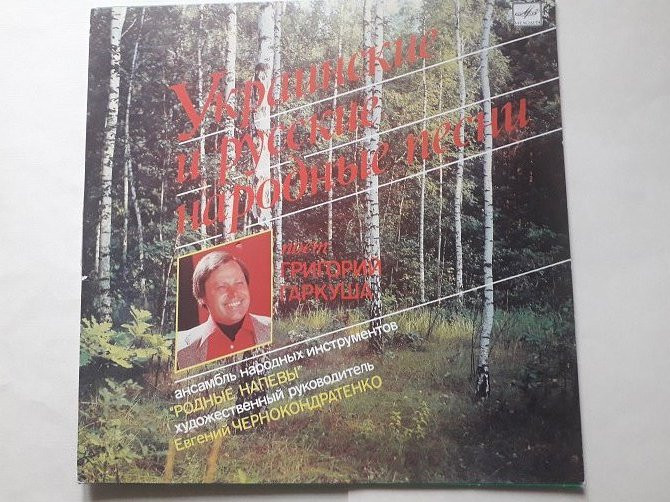 Украинские
и русские
народные песни
поет
ГРИГОРИЙ
ГАРКУША
ансамбль народных инструментов
"РОДНЫЕ НАПЕВЫ"
художественный руководитель
Евгений ЧЕРНОКОНДРАТЕНКО